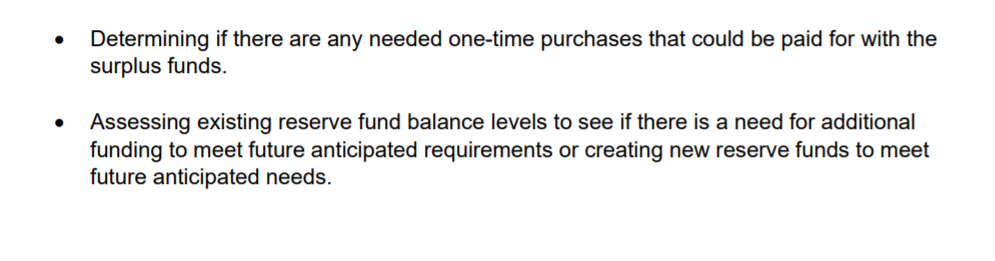 • Determining if there are any needed one-time purchases that could be paid for with the
surplus funds.
• Assessing existing reserve fund balance levels to see if there is a need for additional
funding to meet future anticipated requirements or creating new reserve funds to meet
future anticipated needs.